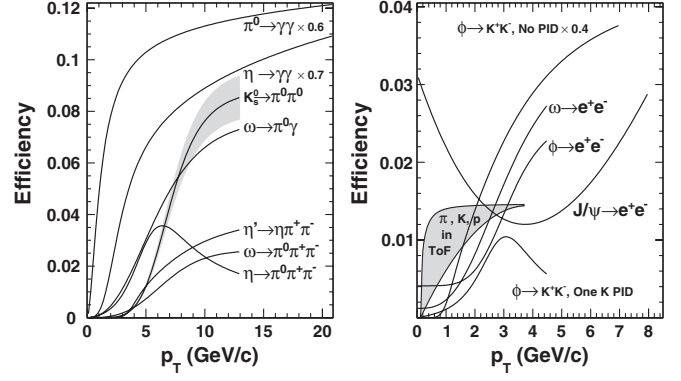 0.12
0.1
0.08
0.06
0.04
0.02
0
Efficiency
π⁰→γγ × 0.6
η →γγ × 0.7
K⁰ₛ→π⁰π⁰
ω→π⁰γ
η'→ηπ⁺π⁻
ω→π⁰π⁺π⁻
η→π⁰π⁺π⁻
0 5 10 15 20
p_T (GeV/c)
0.04
0.03
0.02
0.01
0
Efficiency
ϕ→K⁺K⁻, No PID × 0.4
ω→e⁺e⁻
ϕ→e⁺e⁻
J/ψ→e⁺e⁻
π , K, p
in
ToF
ϕ→K⁺K⁻, One K PID
0 1 2 3 4 5 6 7 8
p_T (GeV/c)